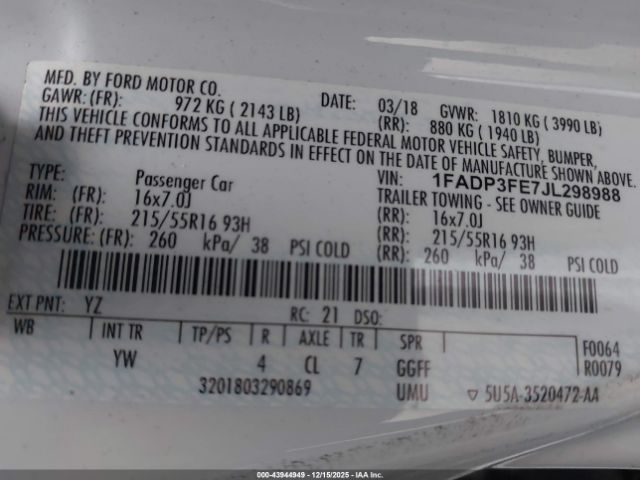 MFD. BY FORD MOTOR CO.
DATE: 03/18 GVWR: 1810 KG ( 3990 LB)
GAWR: (FR): 972 KG ( 2143 LB) (RR): 880 KG ( 1940 LB)
THIS VEHICLE CONFORMS TO ALL APPLICABLE FEDERAL MOTOR VEHICLE SAFETY, BUMPER,
AND THEFT PREVENTION STANDARDS IN EFFECT ON THE DATE OF MANUFACTURE SHOWN ABOVE.
VIN: 1FADP3FE7JL298988
TYPE: Passenger Car TRAILER TOWING - SEE OWNER GUIDE
RIM: (FR): 16x7.0J (RR): 16x7.0J
TIRE: (FR): 215/55R16 93H (RR): 215/55R16 93H
PRESSURE: (FR): 260 kPa/ 38 PSI COLD (RR): 260 kPa/ 38 PSI COLD
EXT PNT: YZ RC: 21 DSO:
WB INT TR TP/PS R AXLE TR SPR F0064
YW 4 CL 7 GGFF R0079
3201803290869 UMU ▽ 5U5A-3520472-AA
000-43944949 - 12/15/2025 - IAA Inc.